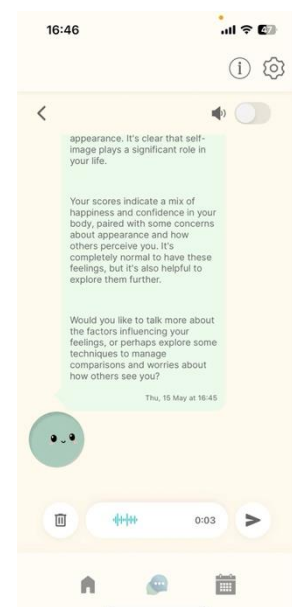 16:46
47
appearance. It's clear that self-
image plays a significant role in
your life.
Your scores indicate a mix of
happiness and confidence in your
body, paired with some concerns
about appearance and how
others perceive you. It's
completely normal to have these
feelings, but it's also helpful to
explore them further.
Would you like to talk more about
the factors influencing your
feelings, or perhaps explore some
techniques to manage
comparisons and worries about
how others see you?
Thu, 15 May at 16:45
0:03